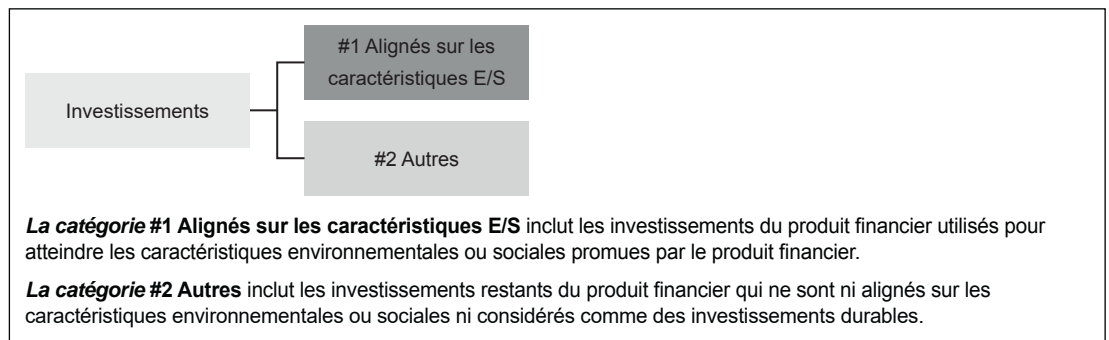 #1 Alignés sur les
caractéristiques E/S
Investissements
#2 Autres
La catégorie #1 Alignés sur les caractéristiques E/S inclut les investissements du produit financier utilisés pour
atteindre les caractéristiques environnementales ou sociales promues par le produit financier.
La catégorie #2 Autres inclut les investissements restants du produit financier qui ne sont ni alignés sur les
caractéristiques environnementales ou sociales ni considérés comme des investissements durables.